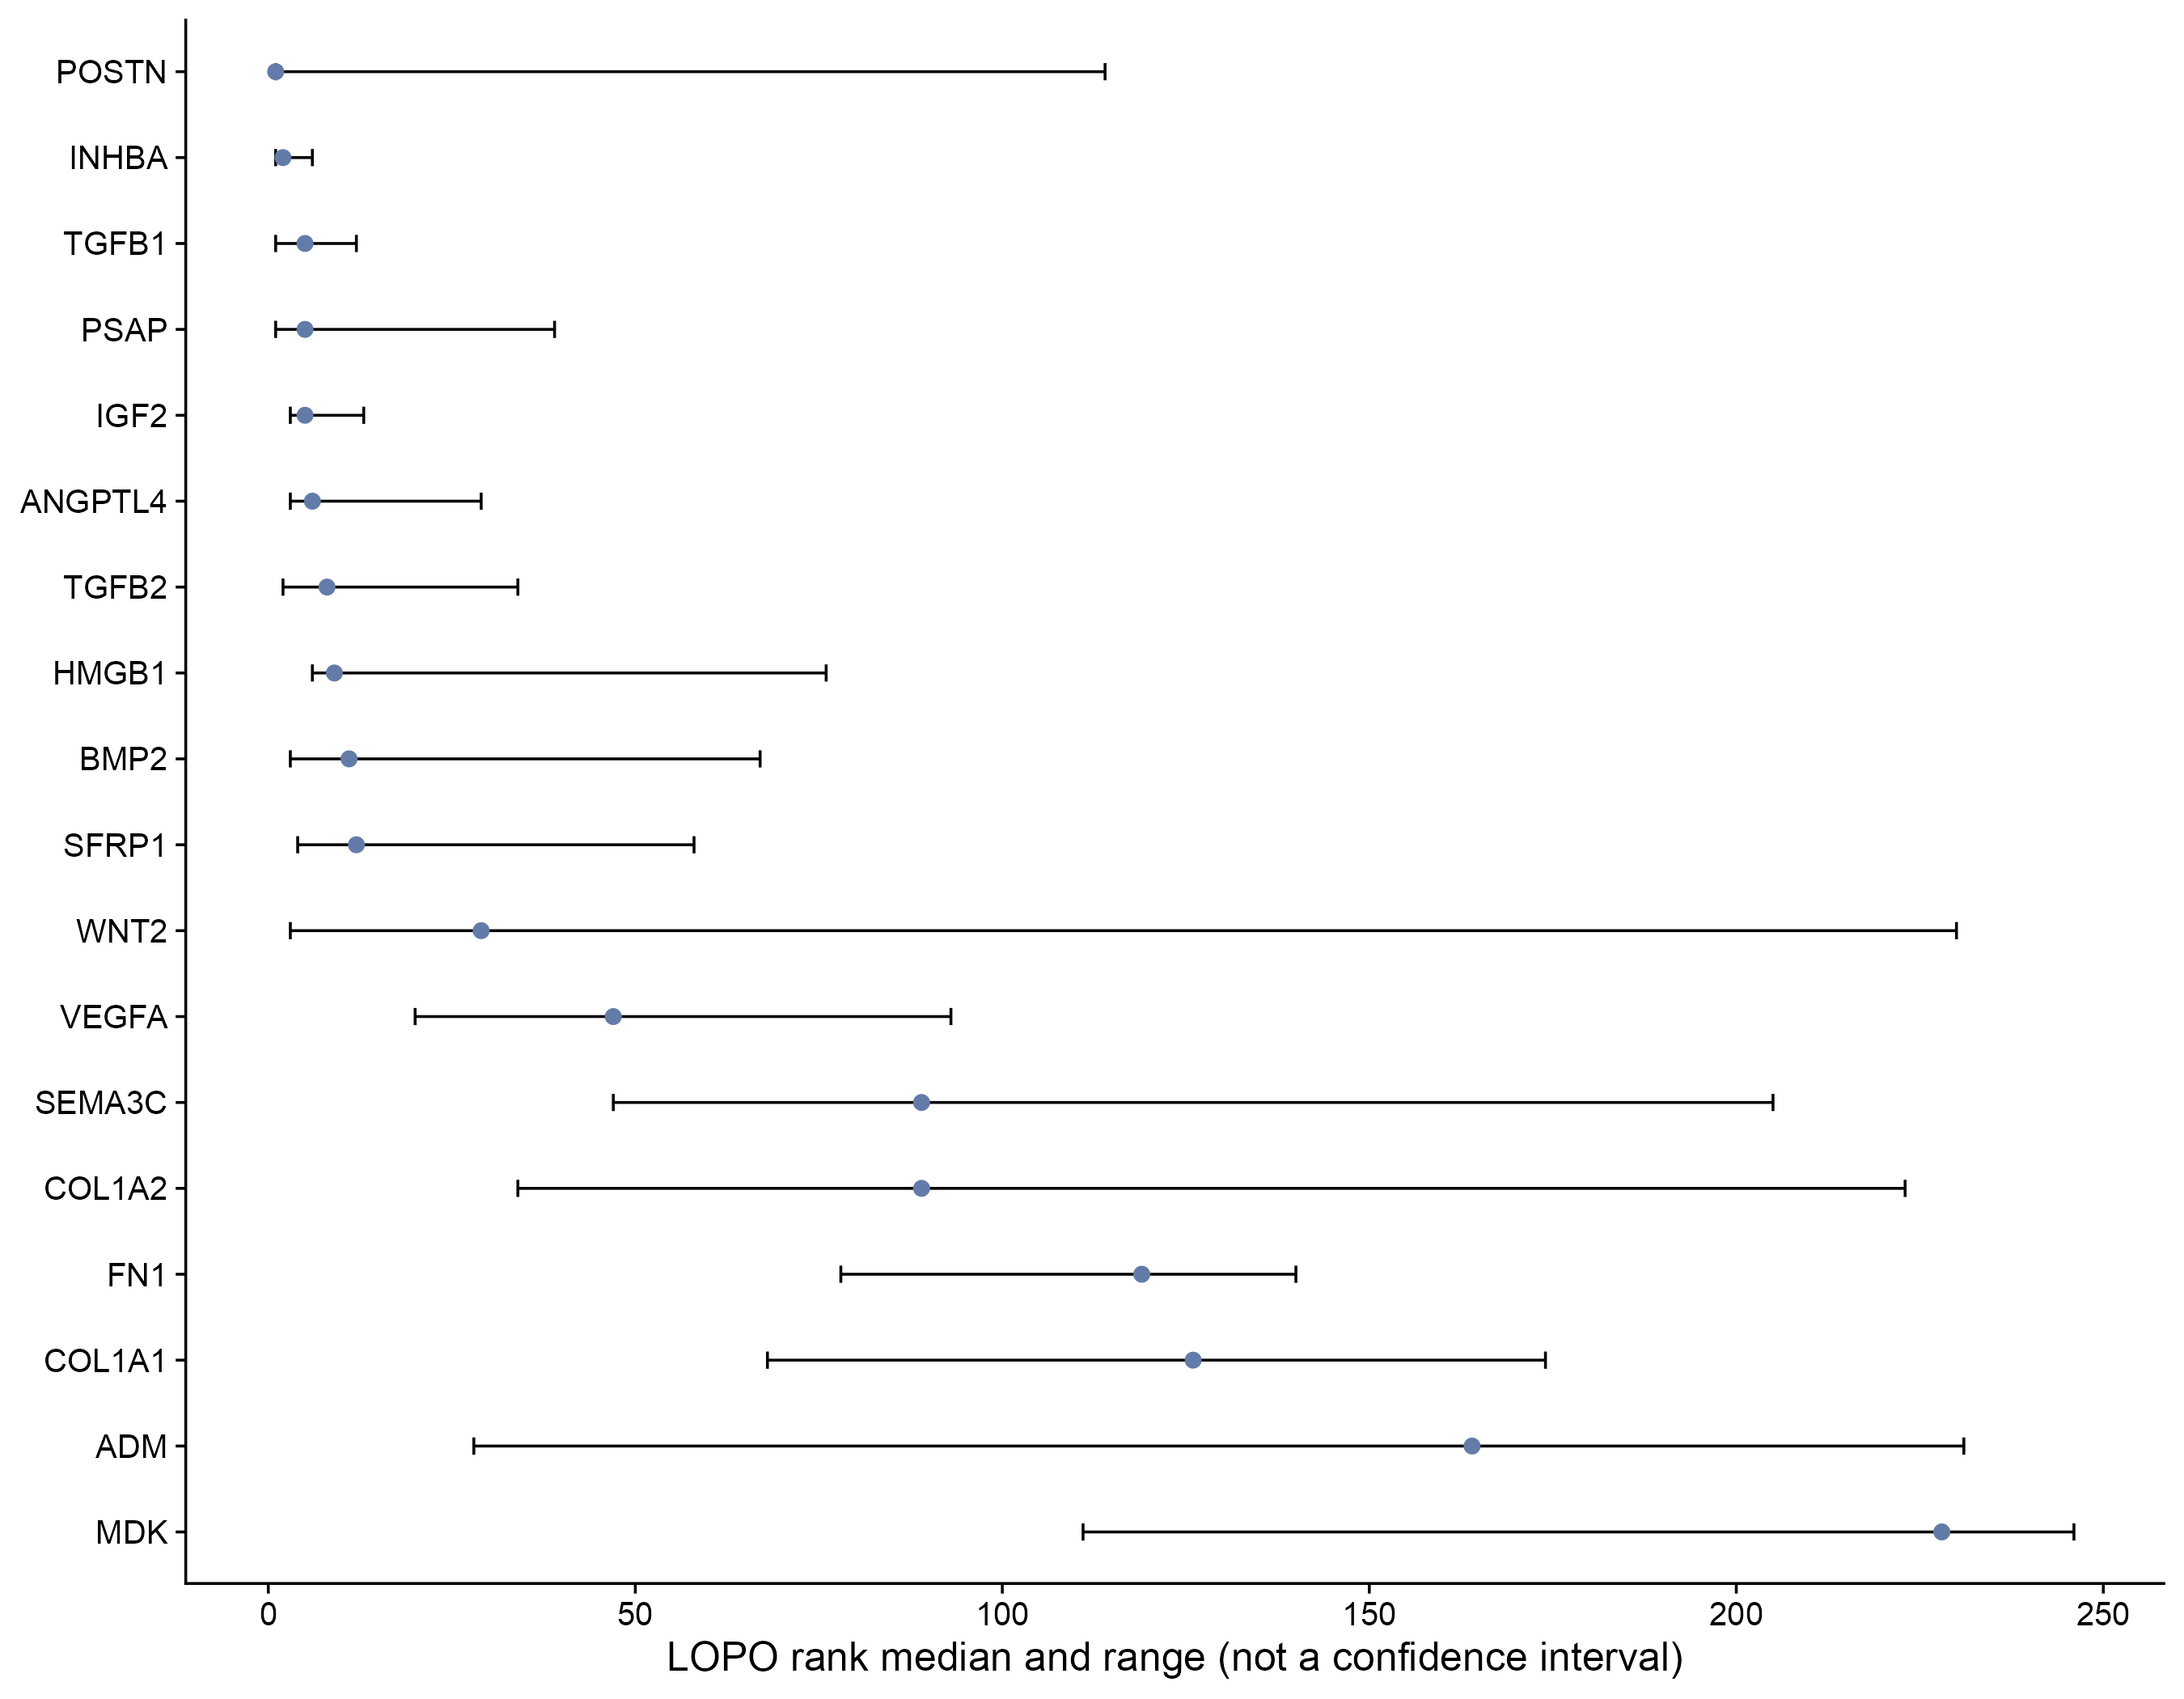 POSTN
INHBA
TGFB1
PSAP
IGF2
ANGPTL4
TGFB2
HMGB1
BMP2
SFRP1
WNT2
VEGFA
SEMA3C
COL1A2
FN1
COL1A1
ADM
MDK
0 50 100 150 200 250
LOPO rank median and range (not a confidence interval)